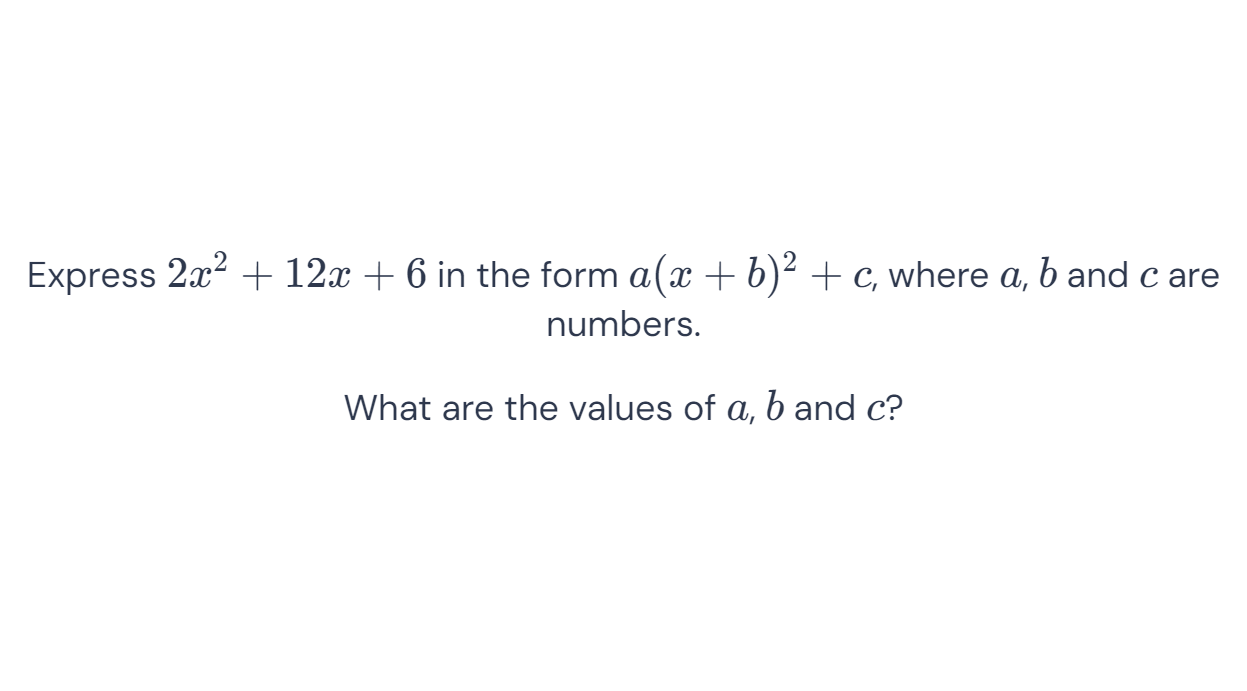 Express $2x^2 + 12x + 6$ in the form $a(x + b)^2 + c$, where $a$, $b$ and $c$ are
numbers.
What are the values of $a$, $b$ and $c$?